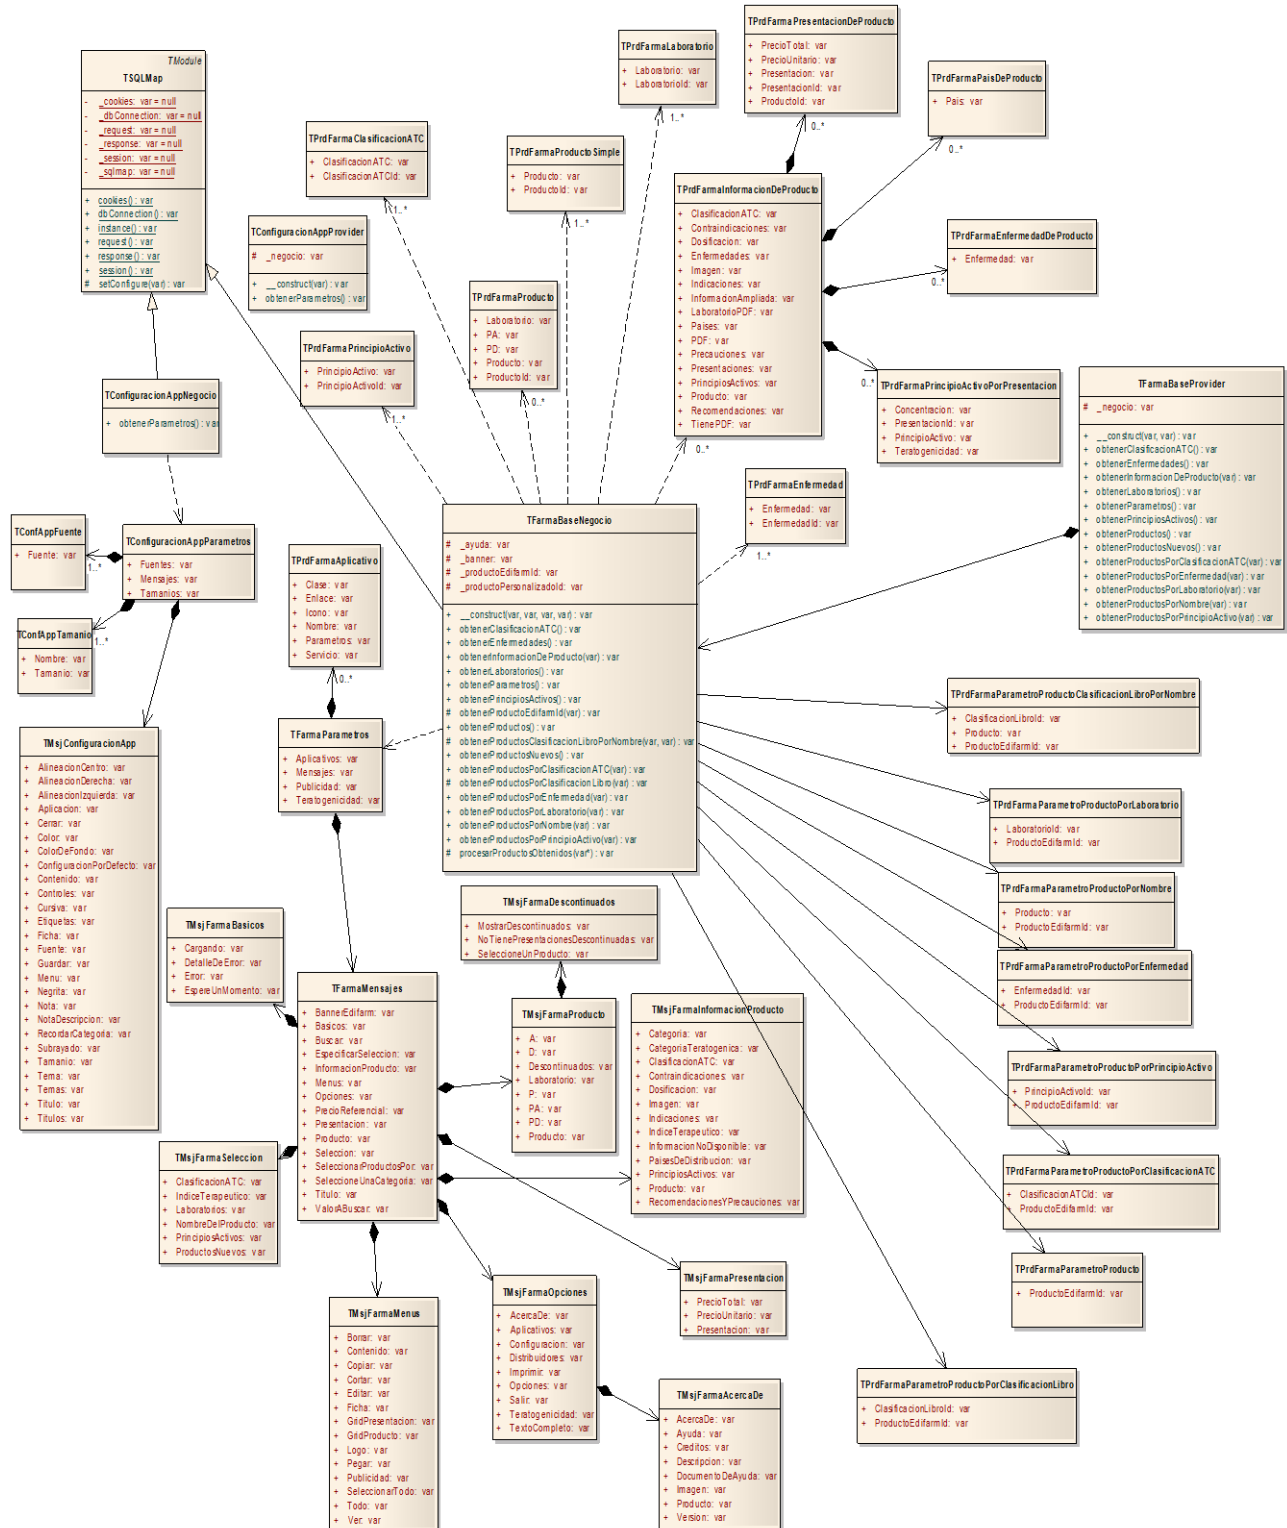 TModule
TSQLMap
- _cookies: var = null
- _dbConnection: var = null
- _request: var = null
- _response: var = null
- _session: var = null
- _sqlmap: var = null
+ cookies() : var
+ dbConnection() : var
+ instance() : var
+ request() : var
+ response() : var
+ session() : var
# setConfigure(var) : var
TPrdFarmaClasificacionATC
+ ClasificacionATC: var
+ ClasificacionATCId: var
1..*
TConfiguracionAppProvider
# _negocio: var
+ __construct(var) : var
+ obtenerParametros() : var
TPrdFarmaPrincipioActivo
+ PrincipioActivo: var
+ PrincipioActivoId: var
1..*
TPrdFarmaProducto
+ Laboratorio: var
+ PA: var
+ PD: var
+ Producto: var
+ ProductoId: var
0..*
TPrdFarmaProductoSimple
+ Producto: var
+ ProductoId: var
1..*
TPrdFarmaLaboratorio
+ Laboratorio: var
+ LaboratorioId: var
1..*
TPrdFarmaPresentacionDeProducto
+ PrecioTotal: var
+ PrecioUnitario: var
+ Presentacion: var
+ PresentacionId: var
+ ProductoId: var
0..*
TPrdFarmaPaisDeProducto
+ Pais: var
0..*
TPrdFarmaInformacionDeProducto
+ ClasificacionATC: var
+ Contraindicaciones: var
+ Dosificacion: var
+ Enfermedades: var
+ Imagen: var
+ Indicaciones: var
+ InformacionAmpliada: var
+ LaboratorioPDF: var
+ Paises: var
+ PDF: var
+ Precauciones: var
+ Presentaciones: var
+ PrincipiosActivos: var
+ Producto: var
+ Recomendaciones: var
+ TienePDF: var
0..*
TPrdFarmaEnfermedadDeProducto
+ Enfermedad: var
0..*
TPrdFarmaPrincipioActivoPorPresentacion
+ Concentracion: var
+ PresentacionId: var
+ PrincipioActivo: var
+ Teratogenicidad: var
0..*
TFarmaBaseProvider
# _negocio: var
+ __construct(var, var) : var
+ obtenerClasificacionATC() : var
+ obtenerEnfermedades() : var
+ obtenerInformacionDeProducto(var) : var
+ obtenerLaboratorios() : var
+ obtenerParametros() : var
+ obtenerPrincipiosActivos() : var
+ obtenerProductos() : var
+ obtenerProductosNuevos() : var
+ obtenerProductosPorClasificacionATC(var) : var
+ obtenerProductosPorEnfermedad(var) : var
+ obtenerProductosPorLaboratorio(var) : var
+ obtenerProductosPorNombre(var) : var
+ obtenerProductosPorPrincipioActivo(var) : var
TConfiguracionAppNegocio
+ obtenerParametros() : var
TConfAppFuente
+ Fuente: var
1..*
TConfiguracionAppParametros
+ Fuentes: var
+ Mensajes: var
+ Tamanios: var
TConfAppTamanio
+ Nombre: var
+ Tamanio: var
1..*
TPrdFarmaAplicativo
+ Clase: var
+ Enlace: var
+ Icono: var
+ Nombre: var
+ Parametros: var
+ Servicio: var
0..*
TFarmaParametros
+ Aplicativos: var
+ Mensajes: var
+ Publicidad: var
+ Teratogenicidad: var
TFarmaBaseNegocio
# _ayuda: var
# _banner: var
# _productoEdifarmId: var
# _productoPersonalizadoId: var
+ __construct(var, var, var, var) : var
+ obtenerClasificacionATC() : var
+ obtenerEnfermedades() : var
+ obtenerInformacionDeProducto(var) : var
+ obtenerLaboratorios() : var
+ obtenerParametros() : var
+ obtenerPrincipiosActivos() : var
# obtenerProductoEdifarmId(var) : var
+ obtenerProductos() : var
# obtenerProductosClasificacionLibroPorNombre(var, var) : var
+ obtenerProductosNuevos() : var
+ obtenerProductosPorClasificacionATC(var) : var
# obtenerProductosPorClasificacionLibro(var) : var
+ obtenerProductosPorEnfermedad(var) : var
+ obtenerProductosPorLaboratorio(var) : var
+ obtenerProductosPorNombre(var) : var
+ obtenerProductosPorPrincipioActivo(var) : var
# procesarProductosObtenidos(var*) : var
TPrdFarmaEnfermedad
+ Enfermedad: var
+ EnfermedadId: var
1..*
TPrdFarmaParametroProductoClasificacionLibroPorNombre
+ ClasificacionLibroId: var
+ Producto: var
+ ProductoEdifarmId: var
TPrdFarmaParametroProductoPorLaboratorio
+ LaboratorioId: var
+ ProductoEdifarmId: var
TPrdFarmaParametroProductoPorNombre
+ Producto: var
+ ProductoEdifarmId: var
TPrdFarmaParametroProductoPorEnfermedad
+ EnfermedadId: var
+ ProductoEdifarmId: var
TPrdFarmaParametroProductoPorPrincipioActivo
+ PrincipioActivoId: var
+ ProductoEdifarmId: var
TPrdFarmaParametroProductoPorClasificacionATC
+ ClasificacionATCId: var
+ ProductoEdifarmId: var
TPrdFarmaParametroProducto
+ ProductoEdifarmId: var
TPrdFarmaParametroProductoPorClasificacionLibro
+ ClasificacionLibroId: var
+ ProductoEdifarmId: var
TMsjConfiguracionApp
+ AlineacionCentro: var
+ AlineacionDerecha: var
+ AlineacionIzquierda: var
+ Aplicacion: var
+ Cerrar: var
+ Color: var
+ ColorDeFondo: var
+ ConfiguracionPorDefecto: var
+ Contenido: var
+ Controles: var
+ Cursiva: var
+ Etiquetas: var
+ Ficha: var
+ Fuente: var
+ Guardar: var
+ Menu: var
+ Negrita: var
+ Nota: var
+ NotaDescripcion: var
+ RecordarCategoria: var
+ Subrayado: var
+ Tamanio: var
+ Tema: var
+ Temas: var
+ Titulo: var
+ Titulos: var
TMsjFarmaBasicos
+ Cargando: var
+ DetalleDeError: var
+ Error: var
+ EspereUnMomento: var
TFarmaMensajes
+ BannerEdifarm: var
+ Basicos: var
+ Buscar: var
+ EspecificarSeleccion: var
+ InformacionProducto: var
+ Menus: var
+ Opciones: var
+ PrecioReferencial: var
+ Presentacion: var
+ Producto: var
+ Seleccion: var
+ SeleccionarProductosPor: var
+ SeleccioneUnaCategoria: var
+ Titulo: var
+ ValorABuscar: var
TMsjFarmaDescontinuados
+ MostrarDescontinuados: var
+ NoTienePresentacionesDescontinuadas: var
+ SeleccioneUnProducto: var
TMsjFarmaProducto
+ A: var
+ D: var
+ Descontinuados: var
+ Laboratorio: var
+ P: var
+ PA: var
+ PD: var
+ Producto: var
TMsjFarmaInformacionProducto
+ Categoria: var
+ CategoriaTeratogenica: var
+ ClasificacionATC: var
+ Contraindicaciones: var
+ Dosificacion: var
+ Imagen: var
+ Indicaciones: var
+ IndiceTerapeutico: var
+ InformacionNoDisponible: var
+ PaisesDeDistribucion: var
+ PrincipiosActivos: var
+ Producto: var
+ RecomendacionesYPrecauciones: var
TMsjFarmaSeleccion
+ ClasificacionATC: var
+ IndiceTerapeutico: var
+ Laboratorios: var
+ NombreDelProducto: var
+ PrincipiosActivos: var
+ ProductosNuevos: var
TMsjFarmaPresentacion
+ PrecioTotal: var
+ PrecioUnitario: var
+ Presentacion: var
TMsjFarmaMenus
+ Borrar: var
+ Contenido: var
+ Copiar: var
+ Cortar: var
+ Editar: var
+ Ficha: var
+ GridPresentacion: var
+ GridProducto: var
+ Logo: var
+ Pegar: var
+ Publicidad: var
+ SeleccionarTodo: var
+ Todo: var
+ Ver: var
TMsjFarmaOpciones
+ AcercaDe: var
+ Aplicativos: var
+ Configuracion: var
+ Distribuidores: var
+ Imprimir: var
+ Opciones: var
+ Salir: var
+ Teratogenicidad: var
+ TextoCompleto: var
TMsjFarmaAcercaDe
+ AcercaDe: var
+ Ayuda: var
+ Creditos: var
+ Descripcion: var
+ DocumentoDeAyuda: var
+ Imagen: var
+ Producto: var
+ Version: var